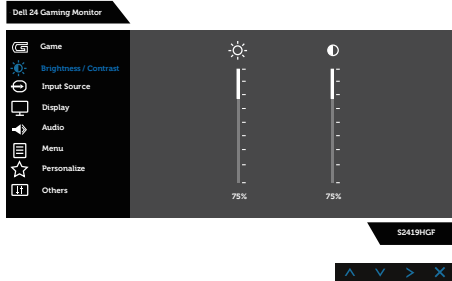 Dell 24 Gaming Monitor
Game
Brightness / Contrast
Input Source
Display
Audio
Menu
Personalize
Others
75%
75%
S2419HGF